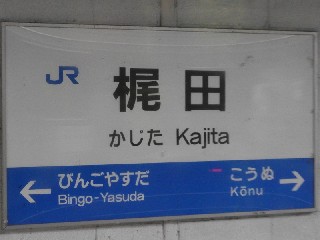 JR
梶田
かじた Kajita
← びんごやすだ
Bingo-Yasuda
こうぬ →
Kōnu